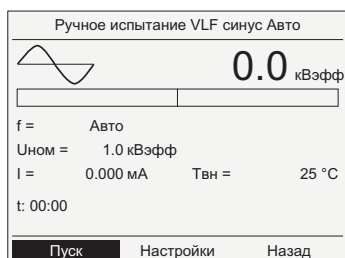 Ручное испытание VLF синус Авто
0.0 кВэфф
f = Авто
Uном = 1.0 кВэфф
I = 0.000 мА Твн = 25 °C
t: 00:00
Пуск Настройки Назад